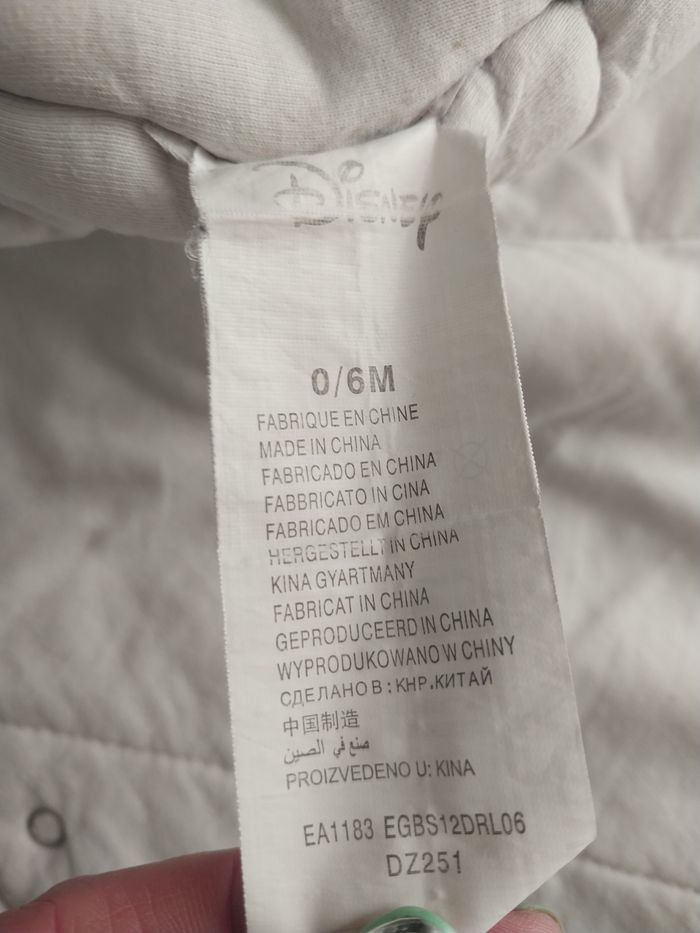 Disney
0/6M
FABRIQUE EN CHINE
MADE IN CHINA
FABRICADO EN CHINA
FABBRICATO IN CINA
FABRICADO EM CHINA
HERGESTELLT IN CHINA
KINA GYARTMANY
FABRICAT IN CHINA
GEPRODUCEERD IN CHINA
WYPRODUKOWANO W CHINY
СДЕЛАНО В : КНР.КИТАЙ
中国制造
صنع في الصين
PROIZVEDENO U: KINA
EA1183 EGBS12DRL06
DZ251